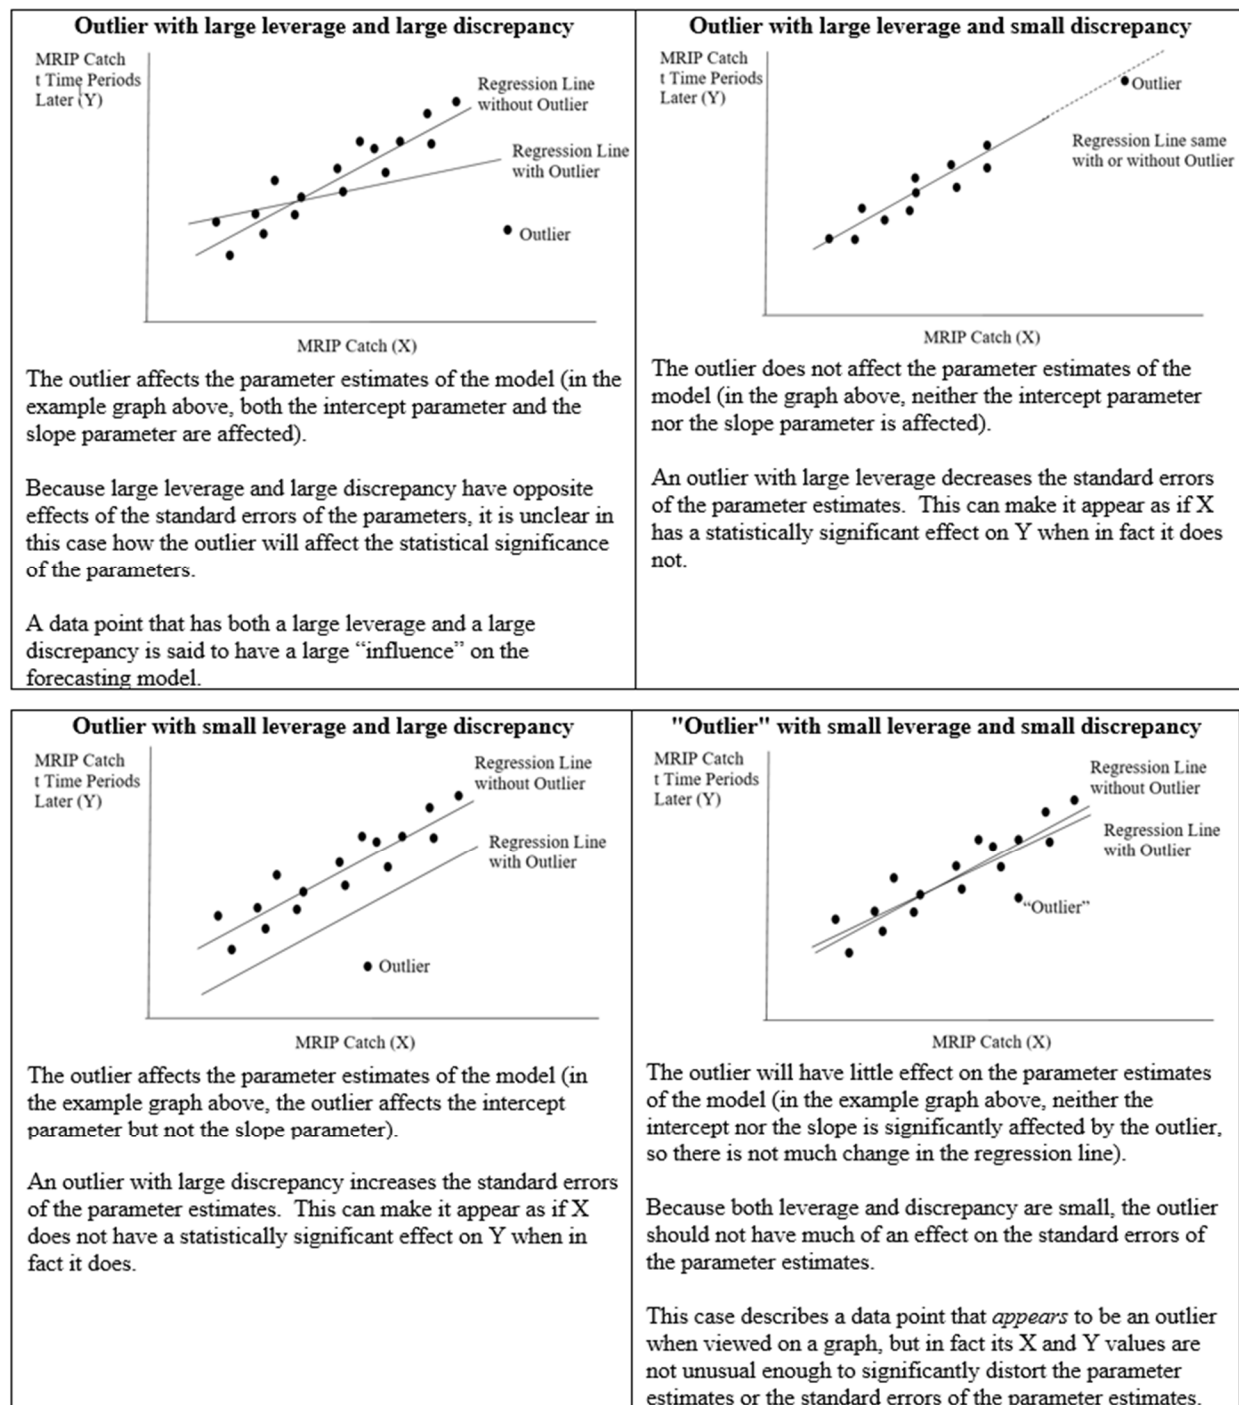 Outlier with large leverage and large discrepancy
MRIP Catch
t Time Periods
Later (Y)
Regression Line
without Outlier
Regression Line
with Outlier
Outlier
MRIP Catch (X)
The outlier affects the parameter estimates of the model (in the
example graph above, both the intercept parameter and the
slope parameter are affected).
Because large leverage and large discrepancy have opposite
effects of the standard errors of the parameters, it is unclear in
this case how the outlier will affect the statistical significance
of the parameters.
A data point that has both a large leverage and a large
discrepancy is said to have a large “influence” on the
forecasting model.
Outlier with large leverage and small discrepancy
MRIP Catch
t Time Periods
Later (Y)
Outlier
Regression Line same
with or without Outlier
MRIP Catch (X)
The outlier does not affect the parameter estimates of the
model (in the graph above, neither the intercept parameter
nor the slope parameter is affected).
An outlier with large leverage decreases the standard errors
of the parameter estimates.  This can make it appear as if X
has a statistically significant effect on Y when in fact it does
not.
Outlier with small leverage and large discrepancy
MRIP Catch
t Time Periods
Later (Y)
Regression Line
without Outlier
Regression Line
with Outlier
Outlier
MRIP Catch (X)
The outlier affects the parameter estimates of the model (in
the example graph above, the outlier affects the intercept
parameter but not the slope parameter).
An outlier with large discrepancy increases the standard errors
of the parameter estimates.  This can make it appear as if X
does not have a statistically significant effect on Y when in
fact it does.
"Outlier" with small leverage and small discrepancy
MRIP Catch
t Time Periods
Later (Y)
Regression Line
without Outlier
Regression Line
with Outlier
“Outlier”
MRIP Catch (X)
The outlier will have little effect on the parameter estimates
of the model (in the example graph above, neither the
intercept nor the slope is significantly affected by the outlier,
so there is not much change in the regression line).
Because both leverage and discrepancy are small, the outlier
should not have much of an effect on the standard errors of
the parameter estimates.
This case describes a data point that appears to be an outlier
when viewed on a graph, but in fact its X and Y values are
not unusual enough to significantly distort the parameter
estimates or the standard errors of the parameter estimates.